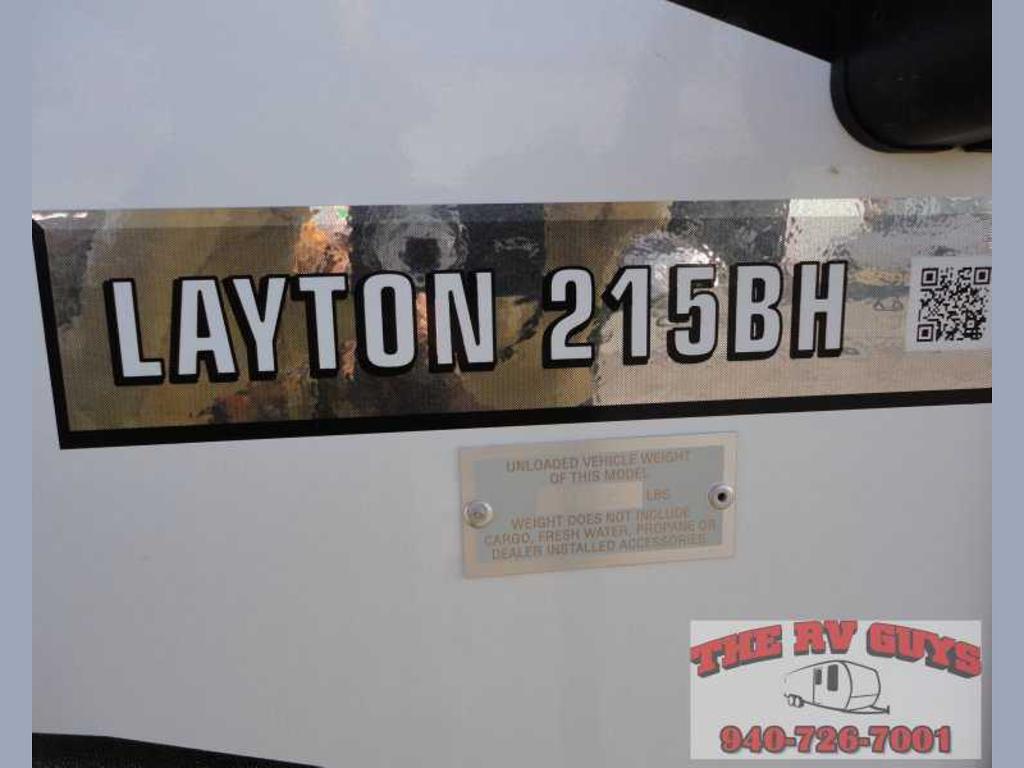 LAYTON 215BH
UNLOADED VEHICLE WEIGHT
OF THIS MODEL
LBS
WEIGHT DOES NOT INCLUDE
CARGO, FRESH WATER, PROPANE OR
DEALER INSTALLED ACCESSORIES
THE RV GUYS
940-726-7001